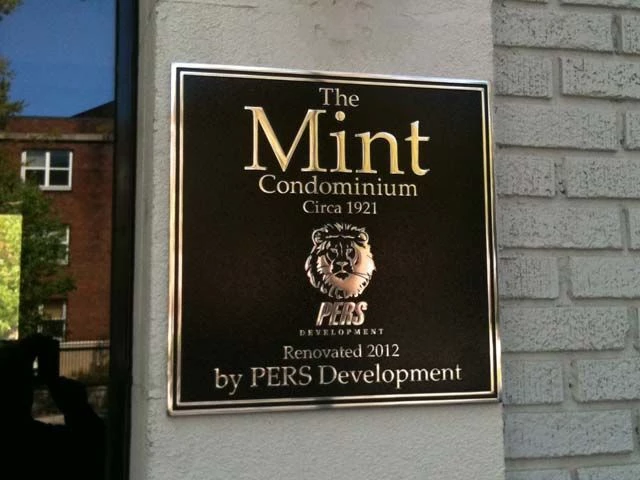 The
Mint
Condominium
Circa 1921
PERS
DEVELOPMENT
Renovated 2012
by PERS Development